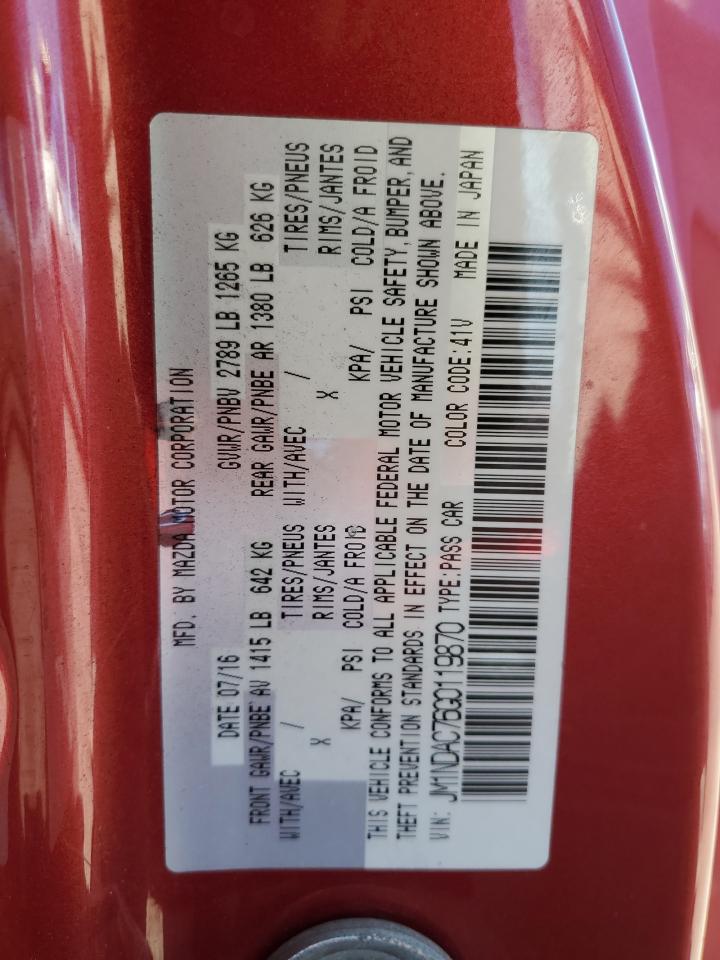 MFD. BY MAZDA MOTOR CORPORATION
DATE 07/16 GVWR/PNBV 2789 LB 1265 KG
FRONT GAWR/PNBE AV 1415 LB 642 KG REAR GAWR/PNBE AR 1380 LB 626 KG
WITH/AVEC / TIRES/PNEUS WITH/AVEC / TIRES/PNEUS
X RIMS/JANTES X RIMS/JANTES
KPA/ PSI COLD/A FROID KPA/ PSI COLD/A FROID
THIS VEHICLE CONFORMS TO ALL APPLICABLE FEDERAL MOTOR VEHICLE SAFETY, BUMPER, AND
THEFT PREVENTION STANDARDS IN EFFECT ON THE DATE OF MANUFACTURE SHOWN ABOVE.
VIN: JM1NDAC76G0119870 TYPE:PASS CAR COLOR CODE:41V MADE IN JAPAN